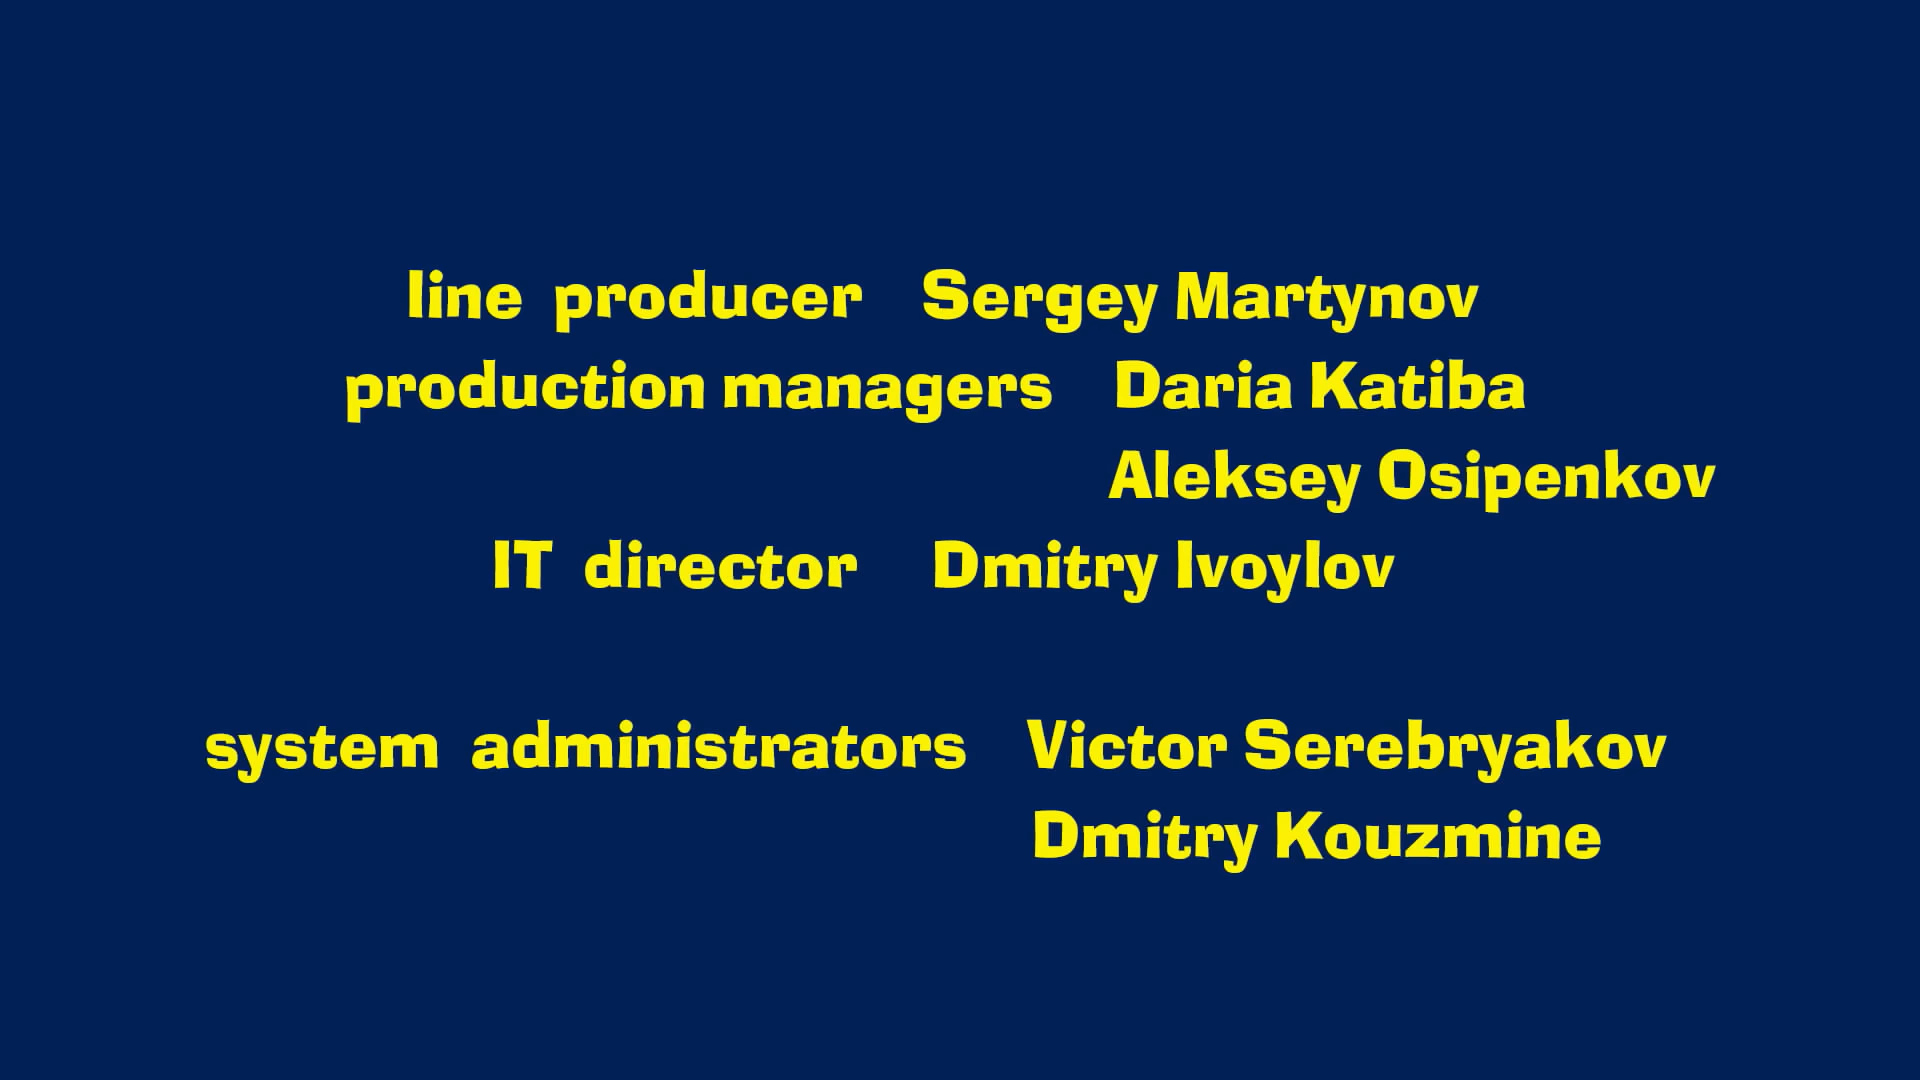 line producer Sergey Martynov
production managers Daria Katiba
Aleksey Osipenkov
IT director Dmitry Ivoylov
system administrators Victor Serebryakov
Dmitry Kouzmine